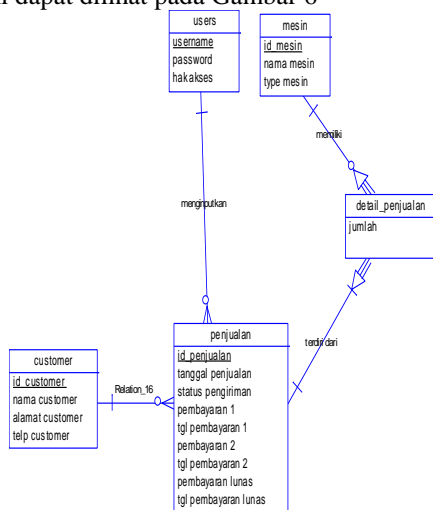 dapat dilihat pada Gambar 6
users
username
password
hakakses
mesin
id_mesin
nama mesin
type mesin
memiliki
detail_penjualan
jumlah
menginputkan
terdiri dari
penjualan
id_penjualan
tanggal penjualan
status pengiriman
pembayaran 1
tgl pembayaran 1
pembayaran 2
tgl pembayaran 2
pembayaran lunas
tgl pembayaran lunas
customer
id_customer
nama customer
alamat customer
telp customer
Relation_16